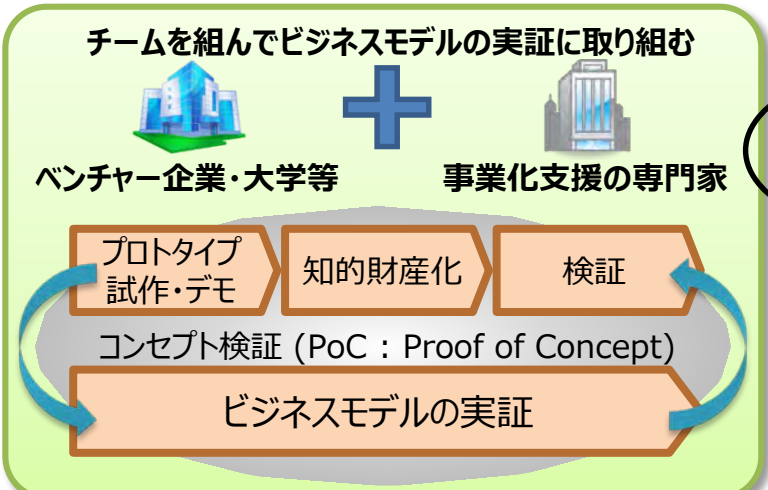 チームを組んでビジネスモデルの実証に取り組む
ベンチャー企業・大学等
事業化支援の専門家
プロトタイプ
試作・デモ
知的財産化
検証
コンセプト検証 (PoC：Proof of Concept)
ビジネスモデルの実証